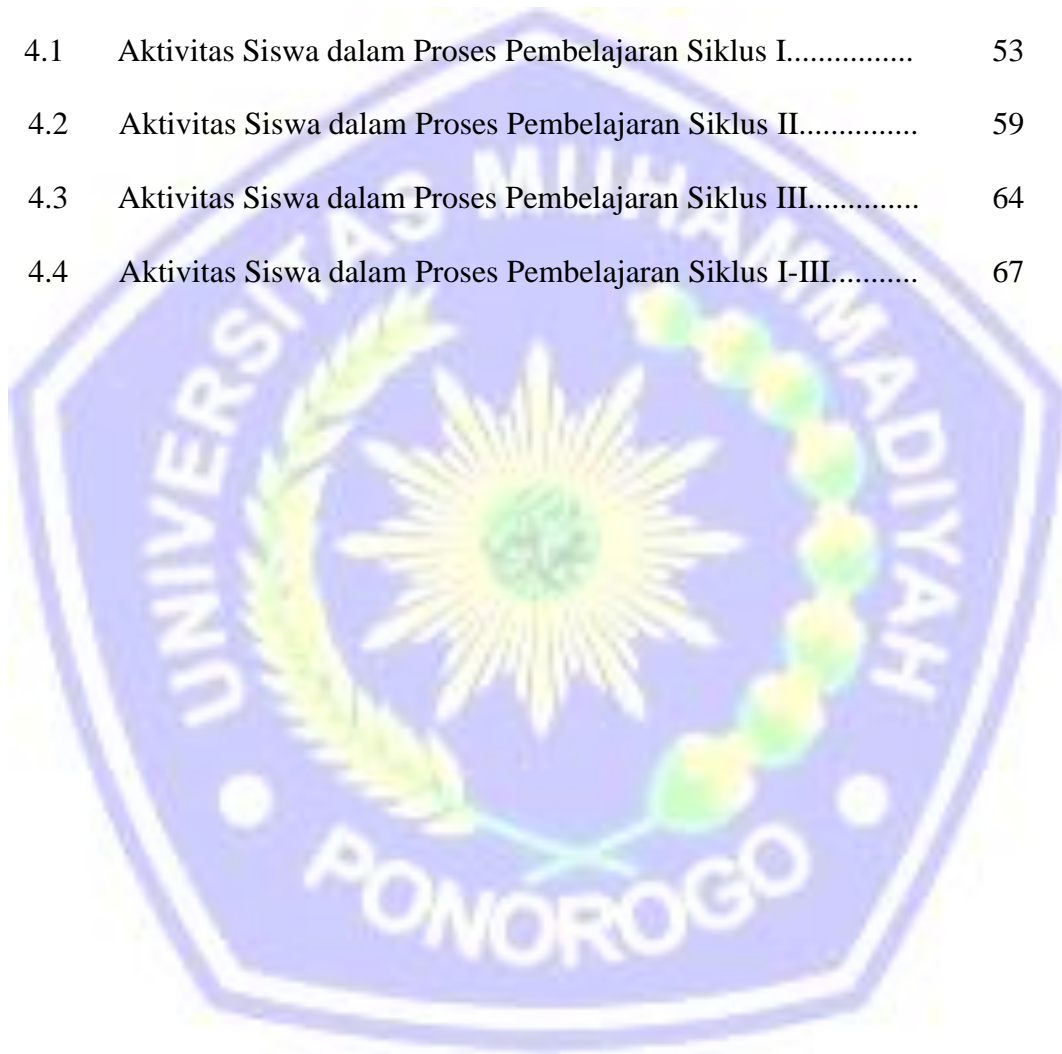 4.1 Aktivitas Siswa dalam Proses Pembelajaran Siklus I............... 53
4.2 Aktivitas Siswa dalam Proses Pembelajaran Siklus II............... 59
4.3 Aktivitas Siswa dalam Proses Pembelajaran Siklus III.............. 64
4.4 Aktivitas Siswa dalam Proses Pembelajaran Siklus I-III........... 67
UNIVERSITAS MUHAMMADIYAH
PONOROGO